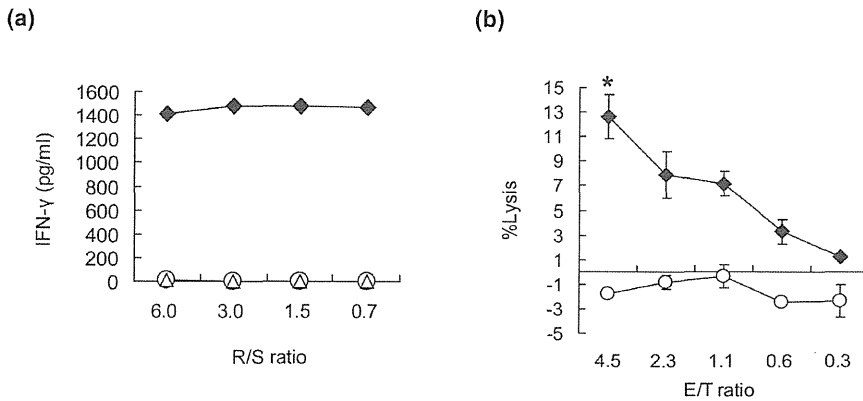 (a)
IFN-γ (pg/ml)
1600
1400
1200
1000
800
600
400
200
0
6.0 3.0 1.5 0.7
R/S ratio
(b)
%Lysis
15
13
11
9
7
5
3
1
-1
-3
-5
*
4.5 2.3 1.1 0.6 0.3
E/T ratio